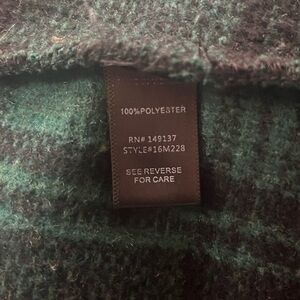 100%POLYESTER
RN# 149137
STYLE#16M228
SEE REVERSE
FOR CARE